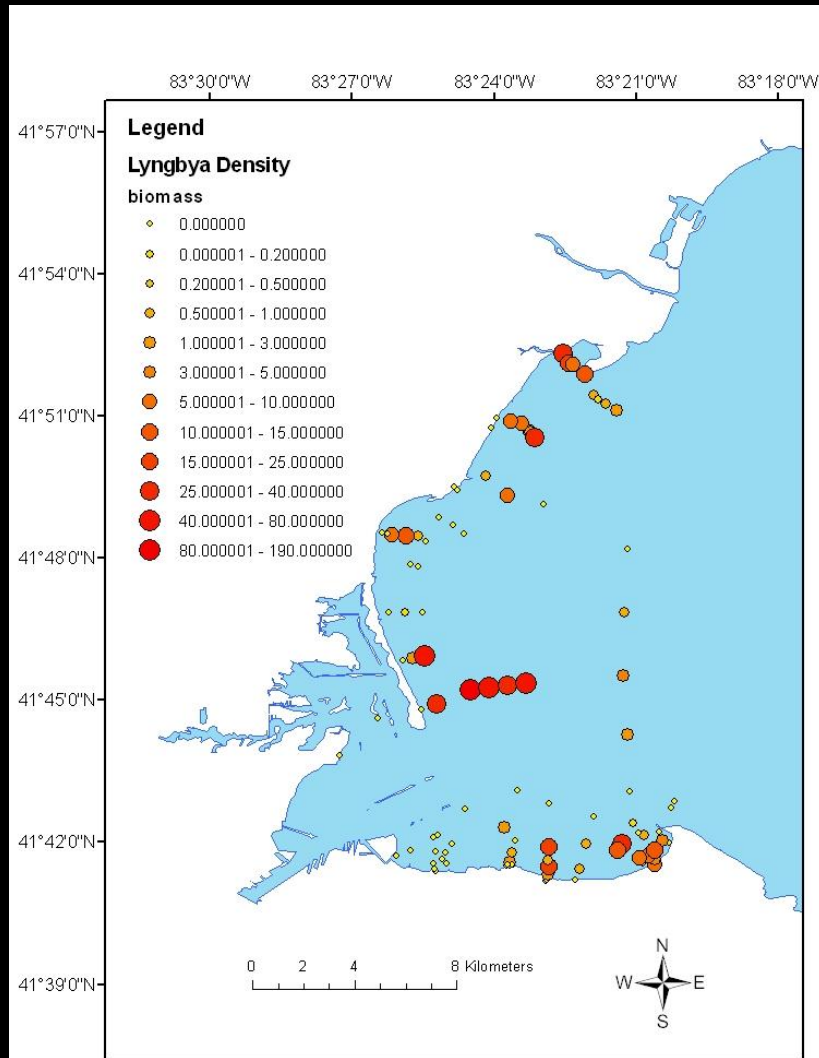 83°30'0"W 83°27'0"W 83°24'0"W 83°21'0"W 83°18'0"W
41°57'0"N
41°54'0"N
41°51'0"N
41°48'0"N
41°45'0"N
41°42'0"N
41°39'0"N
Legend
Lyngbya Density
biomass
0.000000
0.000001 - 0.200000
0.200001 - 0.500000
0.500001 - 1.000000
1.000001 - 3.000000
3.000001 - 5.000000
5.000001 - 10.000000
10.000001 - 15.000000
15.000001 - 25.000000
25.000001 - 40.000000
40.000001 - 80.000000
80.000001 - 190.000000
0 2 4 8 Kilometers
N
W E
S